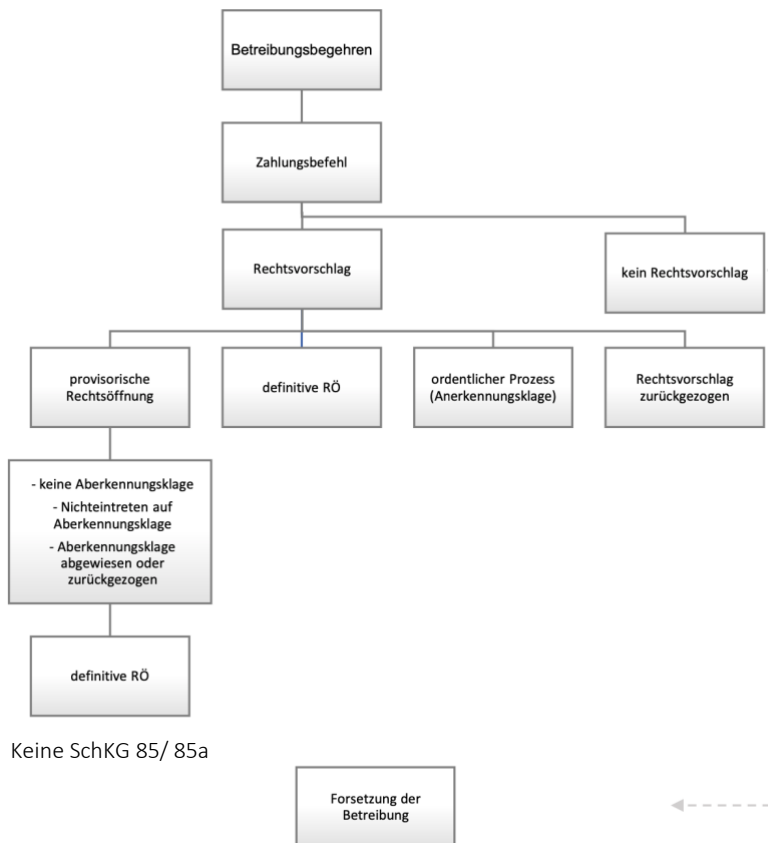 Betreibungsbegehren
Zahlungsbefehl
Rechtsvorschlag
kein Rechtsvorschlag
provisorische
Rechtsöffnung
definitive RÖ
ordentlicher Prozess
(Anerkennungsklage)
Rechtsvorschlag
zurückgezogen
- keine Aberkennungsklage
- Nichteintreten auf
Aberkennungsklage
- Aberkennungsklage
abgewiesen oder
zurückgezogen
definitive RÖ
Keine SchKG 85/ 85a
Forsetzung der
Betreibung